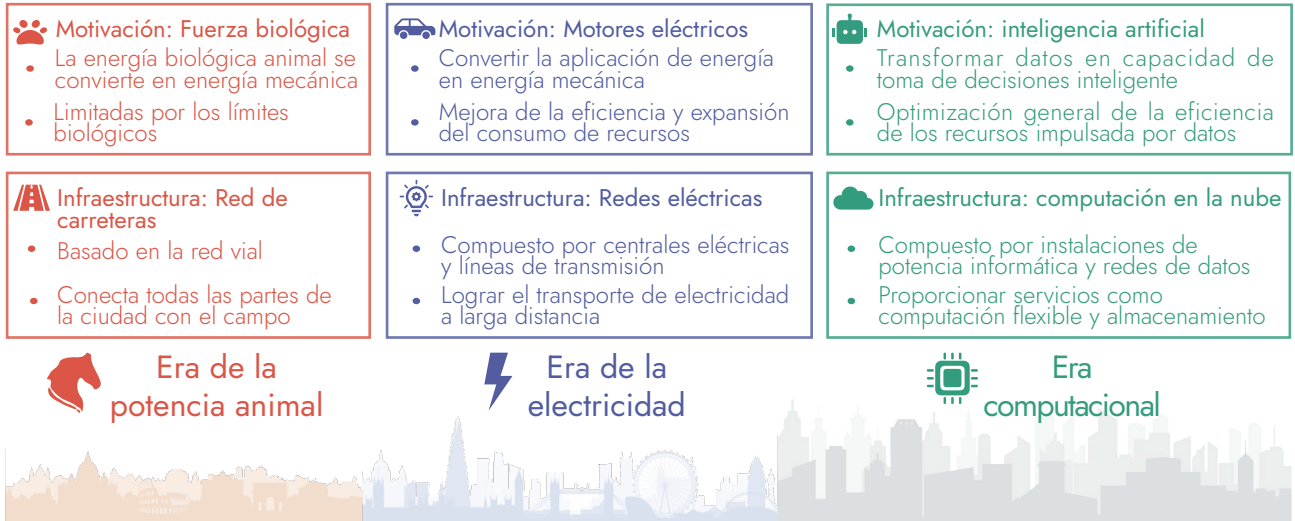 Motivación: Fuerza biológica
• La energía biológica animal se
convierte en energía mecánica
• Limitadas por los límites
biológicos
Infraestructura: Red de
carreteras
• Basado en la red vial
• Conecta todas las partes de
la ciudad con el campo
Era de la
potencia animal
Motivación: Motores eléctricos
• Convertir la aplicación de energía
en energía mecánica
• Mejora de la eficiencia y expansión
del consumo de recursos
Infraestructura: Redes eléctricas
• Compuesto por centrales eléctricas
y líneas de transmisión
• Lograr el transporte de electricidad
a larga distancia
Era de la
electricidad
Motivación: inteligencia artificial
• Transformar datos en capacidad de
toma de decisiones inteligente
• Optimización general de la eficiencia
de los recursos impulsada por datos
Infraestructura: computación en la nube
• Compuesto por instalaciones de
potencia informática y redes de datos
• Proporcionar servicios como
computación flexible y almacenamiento
Era
computacional